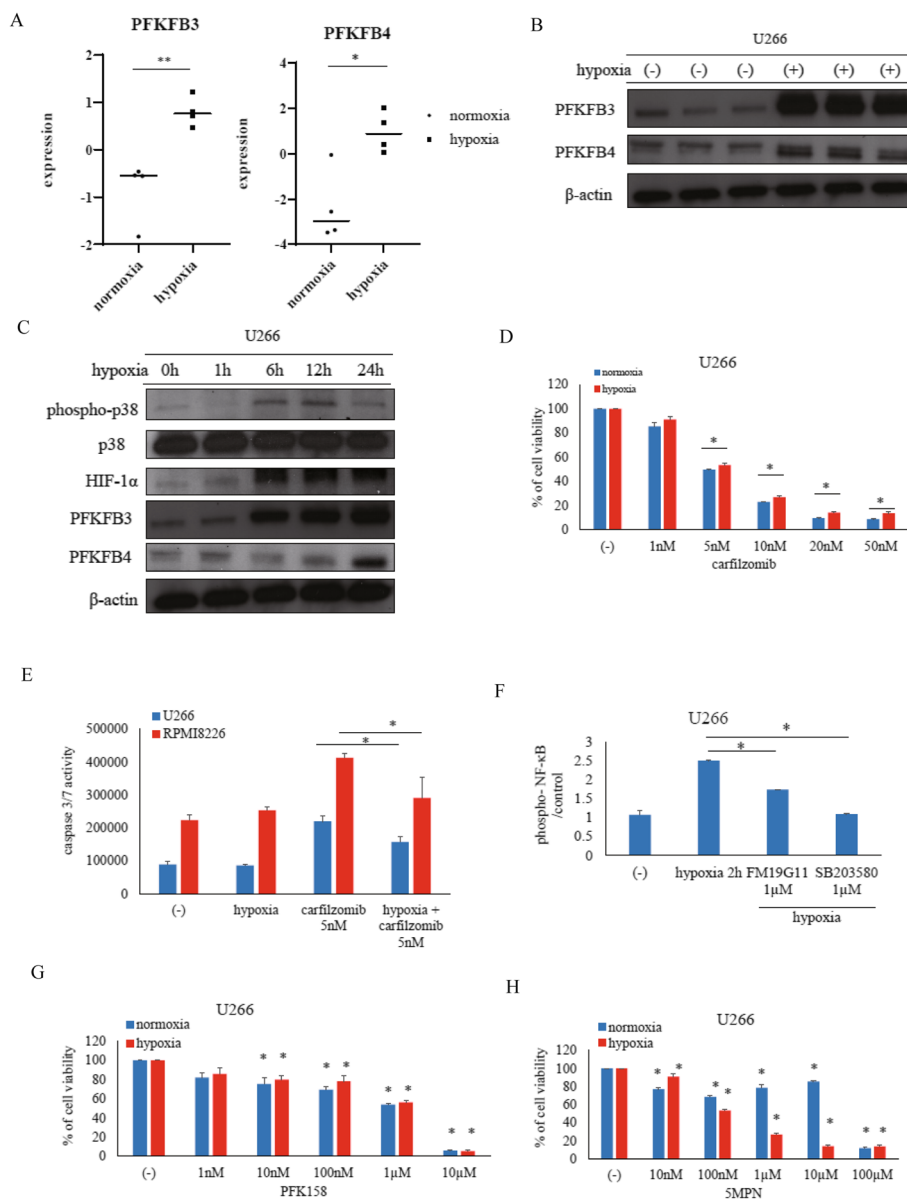 A
PFKFB3
**
2
1
0
-1
-2
expression
normoxia
hypoxia
PFKFB4
*
4
2
0
-2
-4
expression
normoxia
hypoxia
normoxia
hypoxia
B
U266
hypoxia (-) (-) (-) (+) (+) (+)
PFKFB3
PFKFB4
β-actin
C
U266
hypoxia 0h 1h 6h 12h 24h
phospho-p38
p38
HIF-1α
PFKFB3
PFKFB4
β-actin
D
U266
normoxia
hypoxia
120
100
80
60
40
20
0
% of cell viability
* * * *
(-) 1nM 5nM 10nM 20nM 50nM
carfilzomib
E
U266
RPMI8226
500000
400000
300000
200000
100000
0
caspase 3/7 activity
*
*
(-) hypoxia carfilzomib 5nM hypoxia + carfilzomib 5nM
F
U266
3
2.5
2
1.5
1
0.5
0
phospho- NF-κB
/control
*
*
(-) hypoxia 2h FM19G11 1μM SB203580 1μM
hypoxia
G
U266
normoxia
hypoxia
120
100
80
60
40
20
0
% of cell viability
* * * * * * * *
(-) 1nM 10nM 100nM 1μM 10μM
PFK158
H
U266
normoxia
hypoxia
120
100
80
60
40
20
0
% of cell viability
* * * * * * * * * *
(-) 10nM 100nM 1μM 10μM 100μM
5MPN